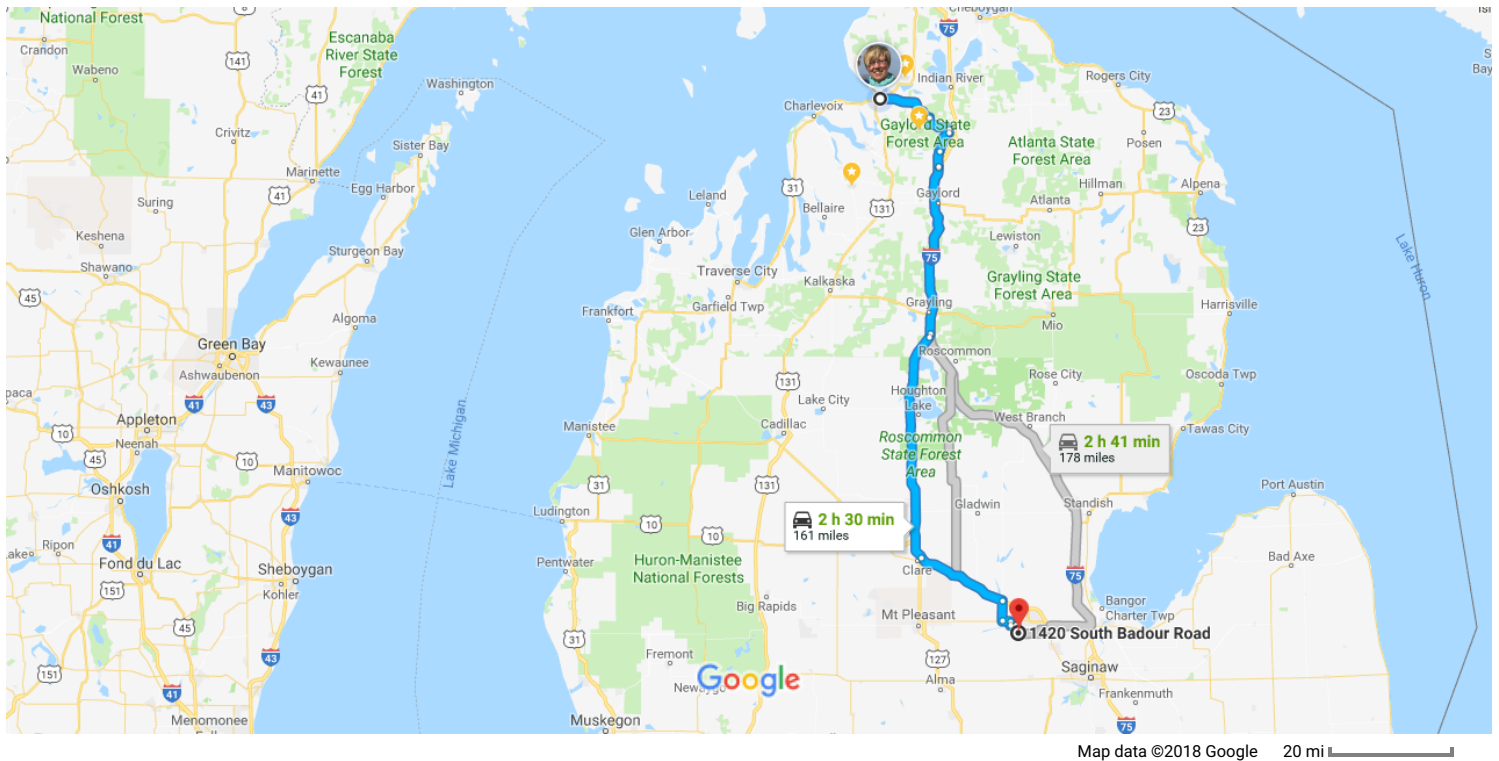 National Forest
Crandon
Wabeno
141
8
Escanaba
River State
Forest
41
Crivitz
Marinette
41
Suring
Keshena
Shawano
45
Washington
Sister Bay
Egg Harbor
Sturgeon Bay
Algoma
Green Bay
Ashwaubenon
Kewaunee
41
43
Appleton
10
Neenah
45
10
Manitowoc
Oshkosh
43
41
Ripon
Fond du Lac
151
Sheboygan
Kohler
45
43
151
41
Menomonee
Lake Michigan
Cheboygan
75
Indian River
Rogers City
Charlevoix
23
Gaylord State
Forest Area
Atlanta State
Forest Area
Posen
31
Leland
Gaylord
Hillman
Alpena
Bellaire
131
Atlanta
23
Glen Arbor
Lewiston
75
Traverse City
Kalkaska
Grayling State
Forest Area
Lake Huron
Frankfort
Garfield Twp
Grayling
Harrisville
Mio
Roscommon
131
Houghton
Lake
Rose City
Oscoda Twp
Lake City
West Branch
Manistee
Cadillac
Tawas City
Roscommon
State Forest
Area
2 h 41 min
178 miles
31
131
Port Austin
Ludington
10
10
2 h 30 min
161 miles
Gladwin
Standish
Pentwater
Huron-Manistee
National Forests
Clare
75
Bad Axe
Big Rapids
Mt Pleasant
Bangor
Charter Twp
31
1420 South Badour Road
Fremont
127
Saginaw
Alma
Google
Frankenmuth
Muskegon
75
Map data ©2018 Google
20 mi